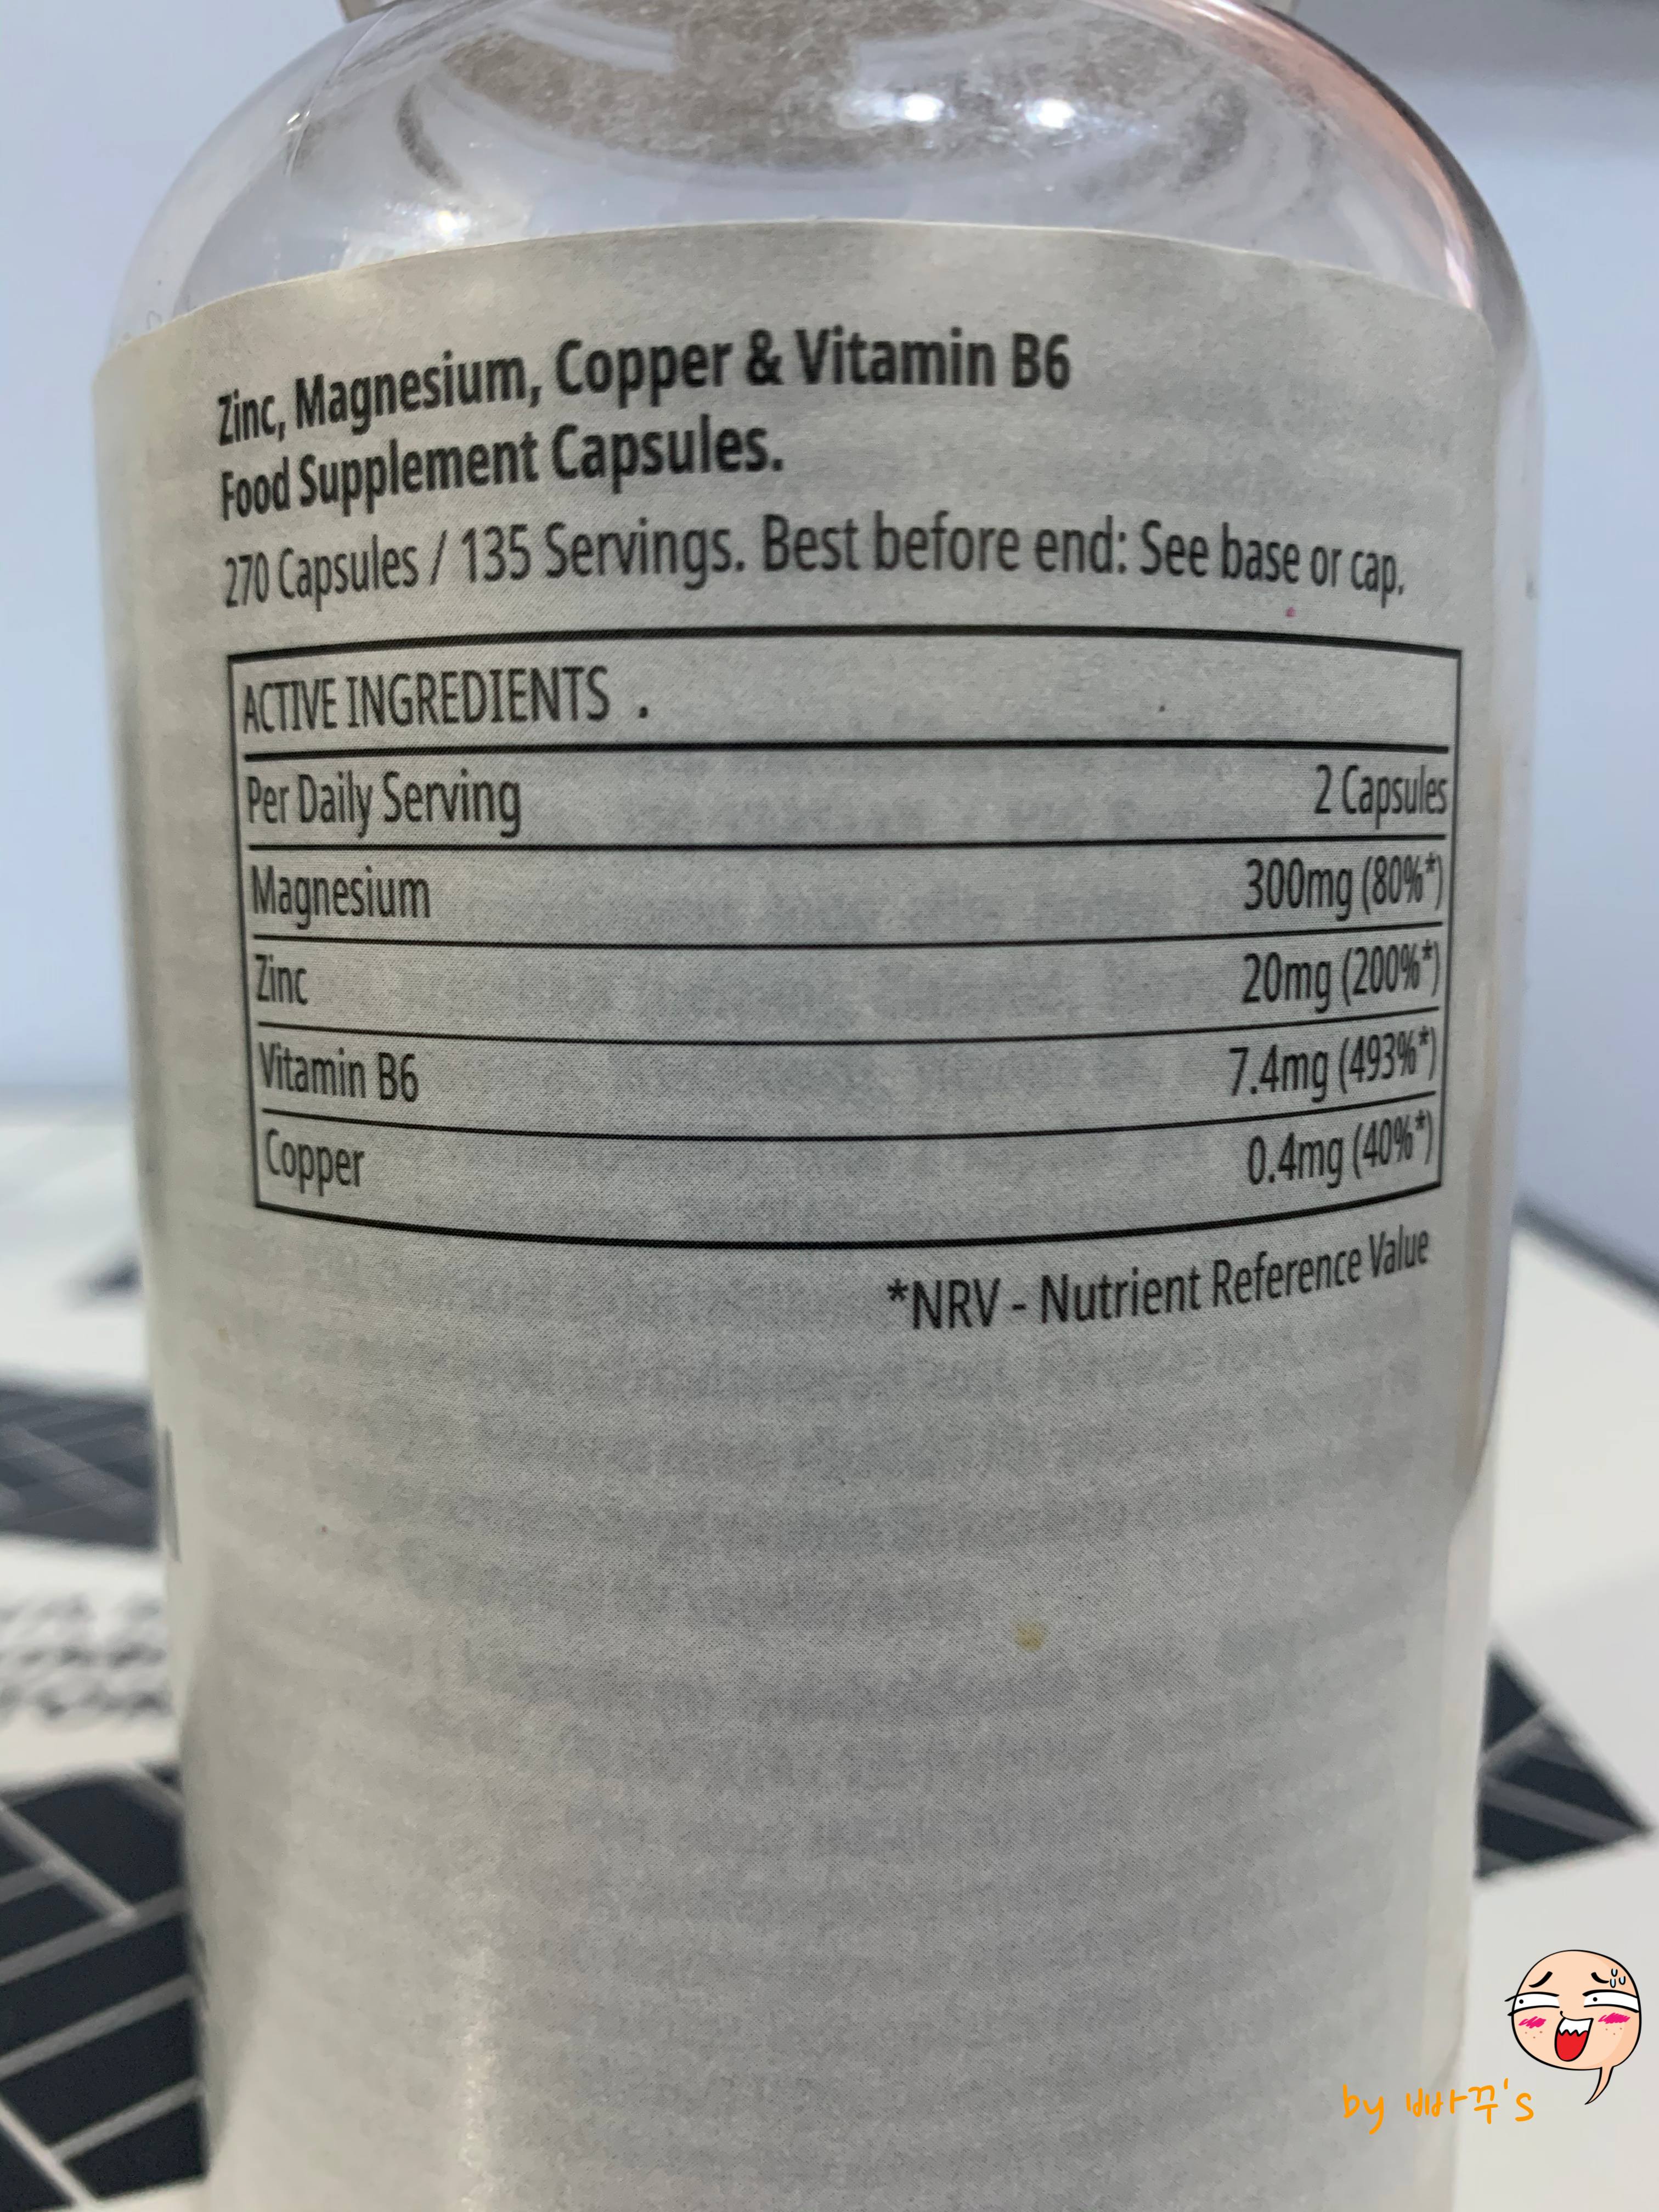 Zinc, Magnesium, Copper & Vitamin B6
Food Supplement Capsules.
270 Capsules / 135 Servings. Best before end: See base or cap.
ACTIVE INGREDIENTS .
Per Daily Serving 2 Capsules
Magnesium 300mg (80%*)
Zinc 20mg (200%*)
Vitamin B6 7.4mg (493%*)
Copper 0.4mg (40%*)
*NRV - Nutrient Reference Value
by 빠꾸's